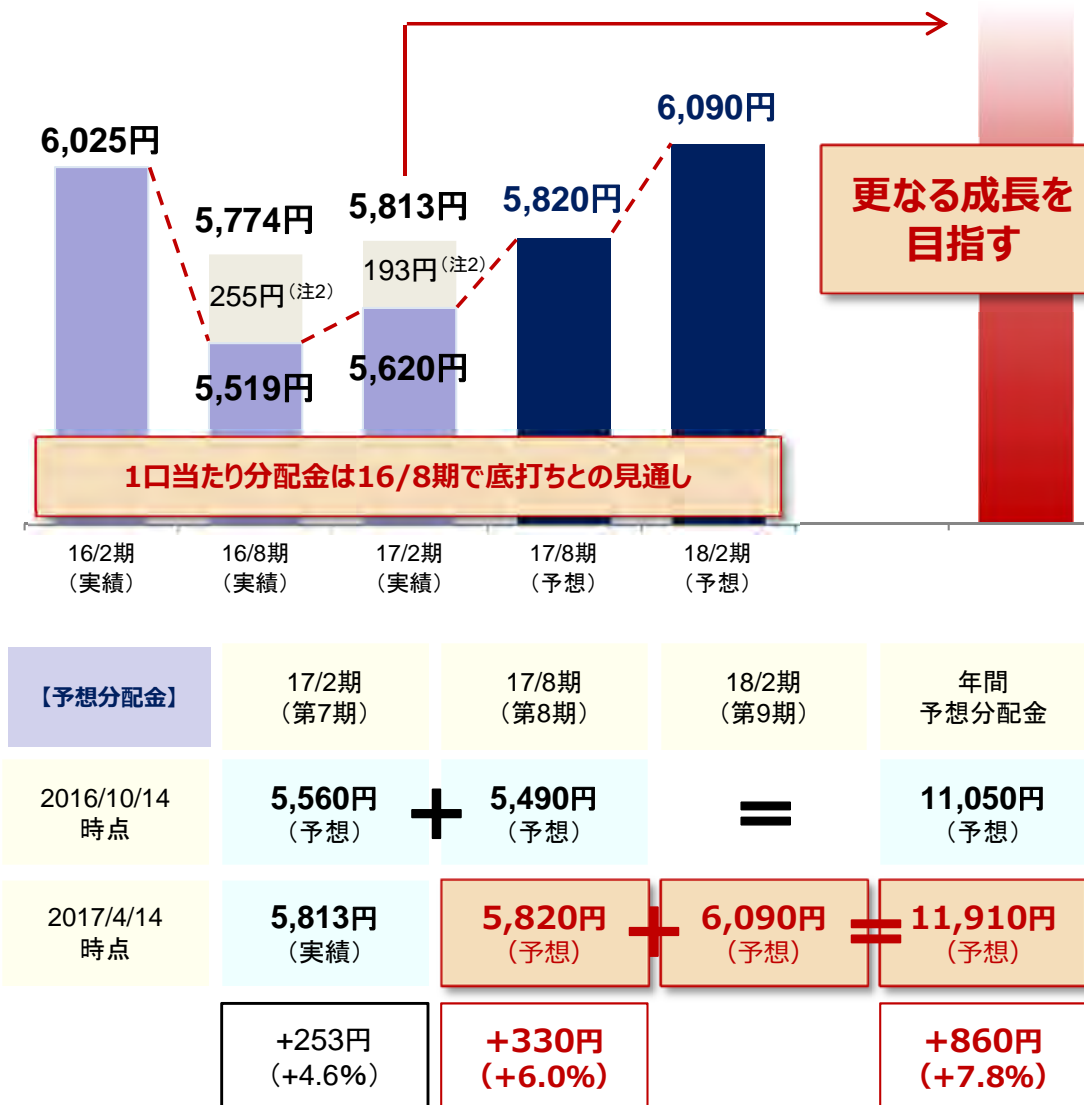 6,025円
5,774円
255円(注2)
5,519円
5,813円
193円(注2)
5,620円
5,820円
6,090円
更なる成長を
目指す
1口当たり分配金は16/8期で底打ちとの見通し
16/2期
（実績）
16/8期
（実績）
17/2期
（実績）
17/8期
（予想）
18/2期
（予想）
【予想分配金】
17/2期
（第7期）
17/8期
（第8期）
18/2期
（第9期）
年間
予想分配金
2016/10/14
時点
5,560円
（予想）
+
5,490円
（予想）
=
11,050円
（予想）
2017/4/14
時点
5,813円
（実績）
5,820円
（予想）
+
6,090円
（予想）
=
11,910円
（予想）
+253円
（+4.6%）
+330円
（+6.0%）
+860円
（+7.8%）